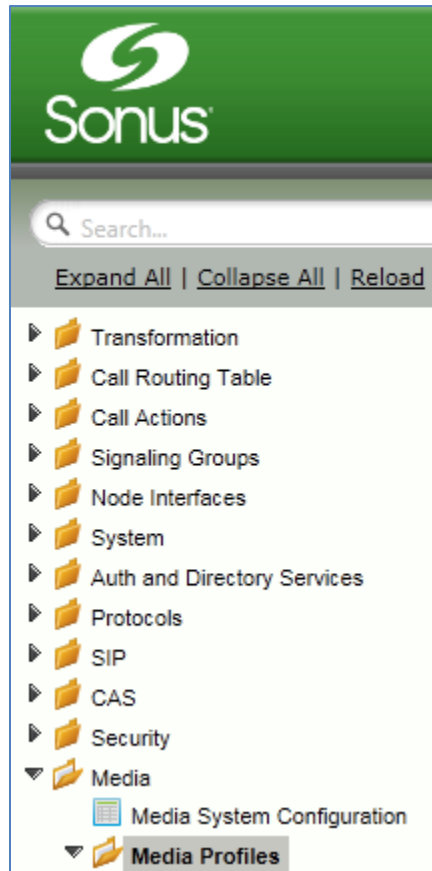 Sonus
Search...
Expand All | Collapse All | Reload
Transformation
Call Routing Table
Call Actions
Signaling Groups
Node Interfaces
System
Auth and Directory Services
Protocols
SIP
CAS
Security
Media
Media System Configuration
Media Profiles